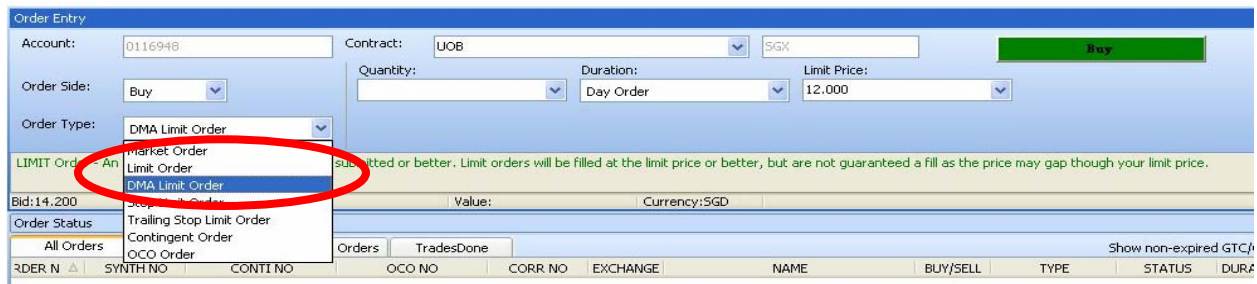 Order Entry
Account: 0116948 Contract: UOB SGX Buy
Quantity: Duration: Limit Price:
Order Side: Buy Day Order 12.000
Order Type: DMA Limit Order
Market Order
LIMIT Order - An submitted or better. Limit orders will be filled at the limit price or better, but are not guaranteed a fill as the price may gap though your limit price.
Limit Order
DMA Limit Order
Bid:14.200 Stop Limit Order Value: Currency:SGD
Order Status Trailing Stop Limit Order
All Orders Contingent Order Orders TradesDone Show non-expired GTC/
OCO Order
RDER N SYNTH NO CONTI NO OCO NO CORR NO EXCHANGE NAME BUY/SELL TYPE STATUS DURA